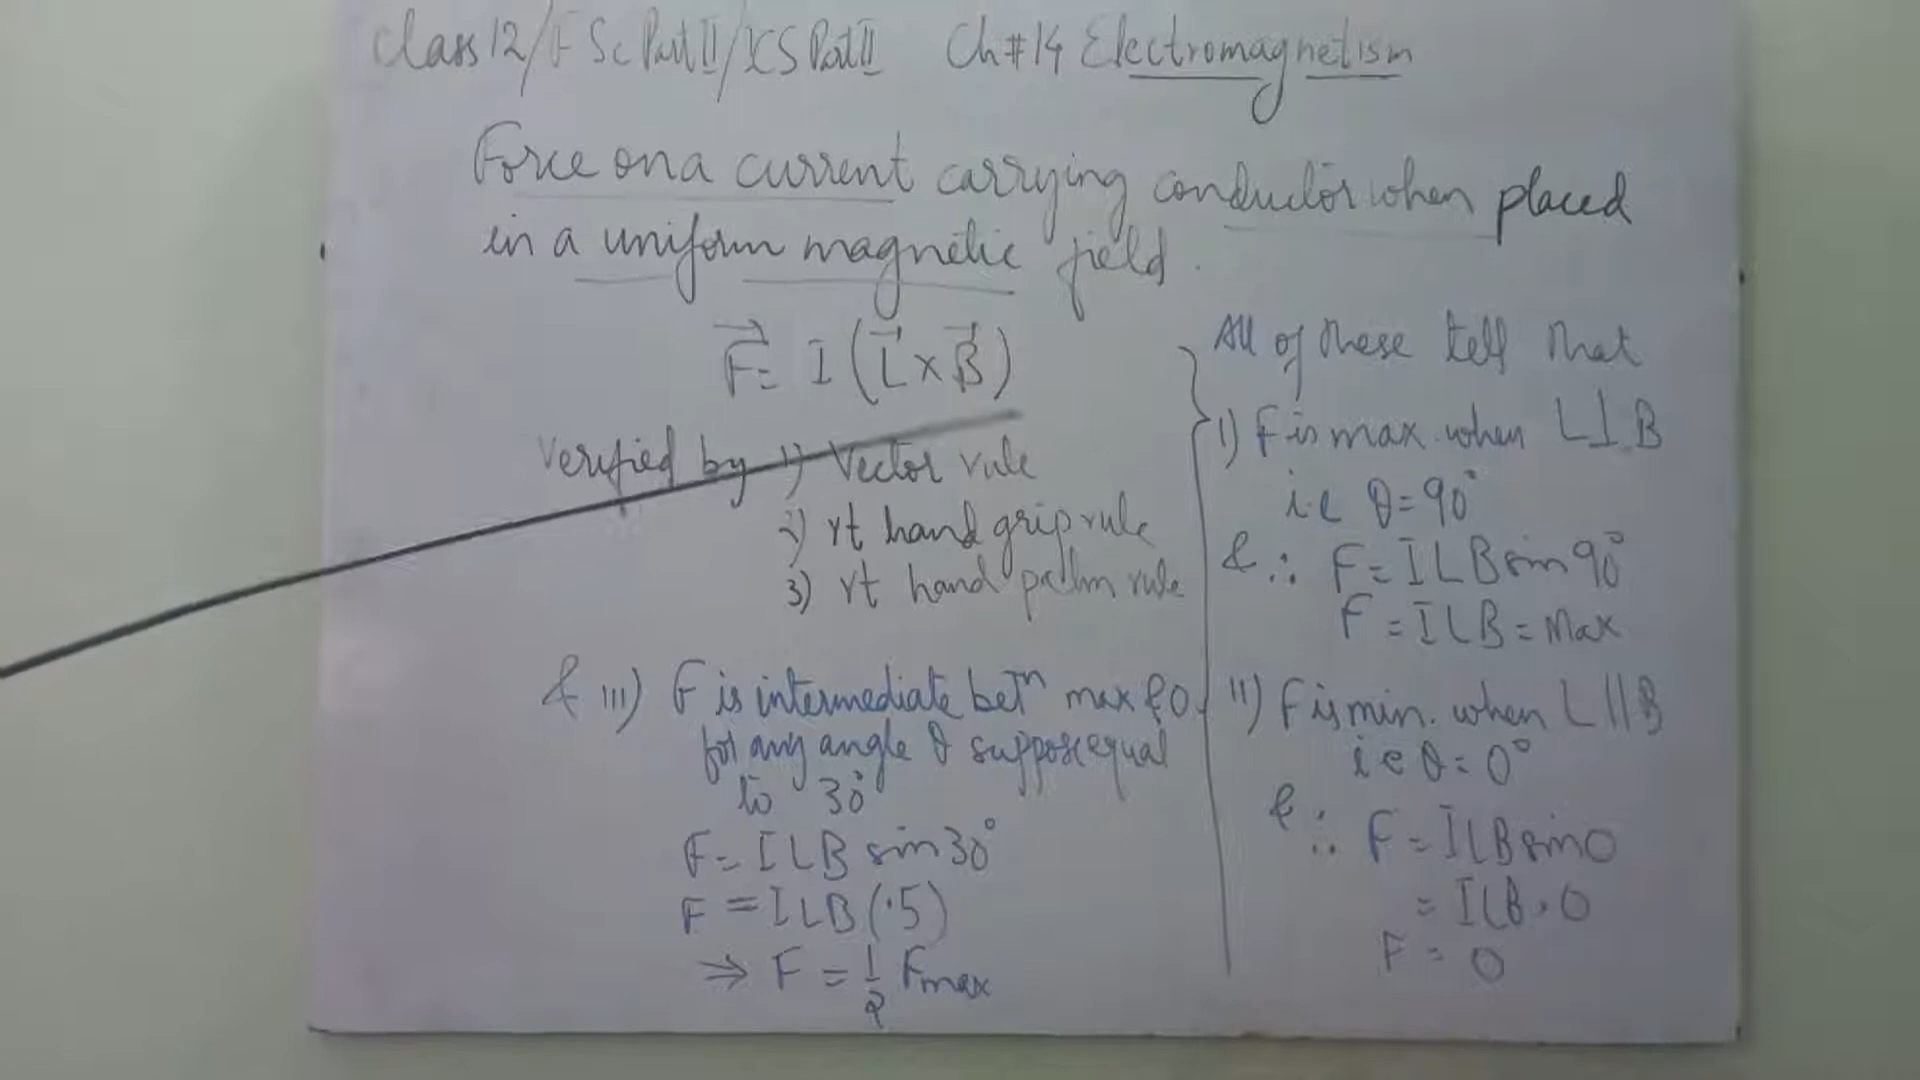 Class 12/F Sc Part II/XS Part II Ch#14 Electromagnetism
Force on a current carrying conductor when placed
in a uniform magnetic field.
F⃗ = I (L⃗ × B⃗)
Verified by 1) Vector rule
2) rt hand grip rule
3) rt hand palm rule
& III) F is intermediate betⁿ max & 0
for any angle θ suppose equal
to 30°
F = ILB sin 30°
F = ILB (.5)
⇒ F = 1/2 Fmax
All of these tell that
1) F is max. when L⊥B
i.e θ = 90°
& ∴ F = ILB sin 90°
F = ILB = Max
II) F is min. when L || B
i e θ = 0°
& ∴ F = ILB sin 0
= ILB . 0
F = 0